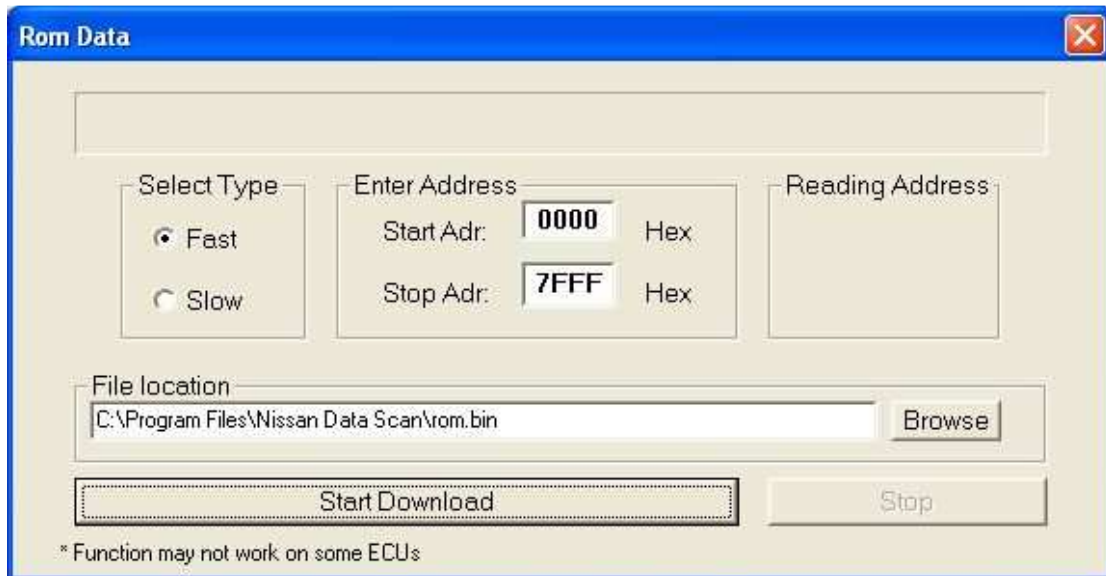 Rom Data
Select Type
Fast
Slow
Enter Address
Start Adr: 0000 Hex
Stop Adr: 7FFF Hex
Reading Address
File location
C:\Program Files\Nissan Data Scan\rom.bin Browse
Start Download Stop
* Function may not work on some ECUs